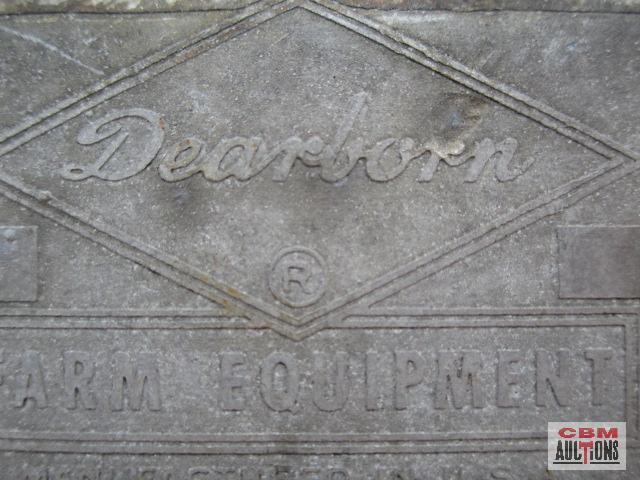 Dearborn
®
FARM EQUIPMENT
CBM
AUCTIONS